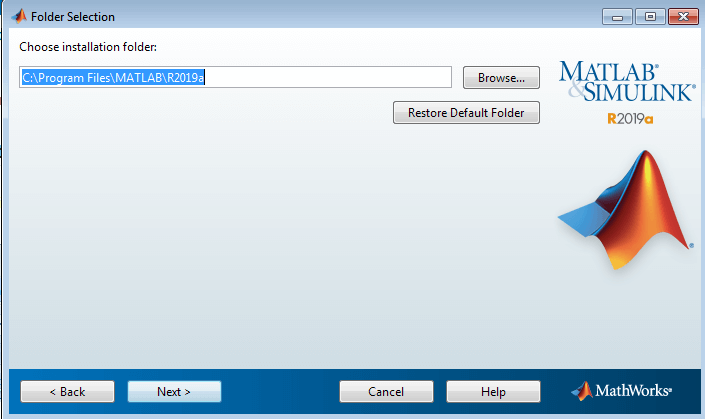 Folder Selection
Choose installation folder:
C:\Program Files\MATLAB\R2019a
Browse...
Restore Default Folder
MATLAB®
&SIMULINK®
R2019a
®
< Back
Next >
Cancel
Help
MathWorks®